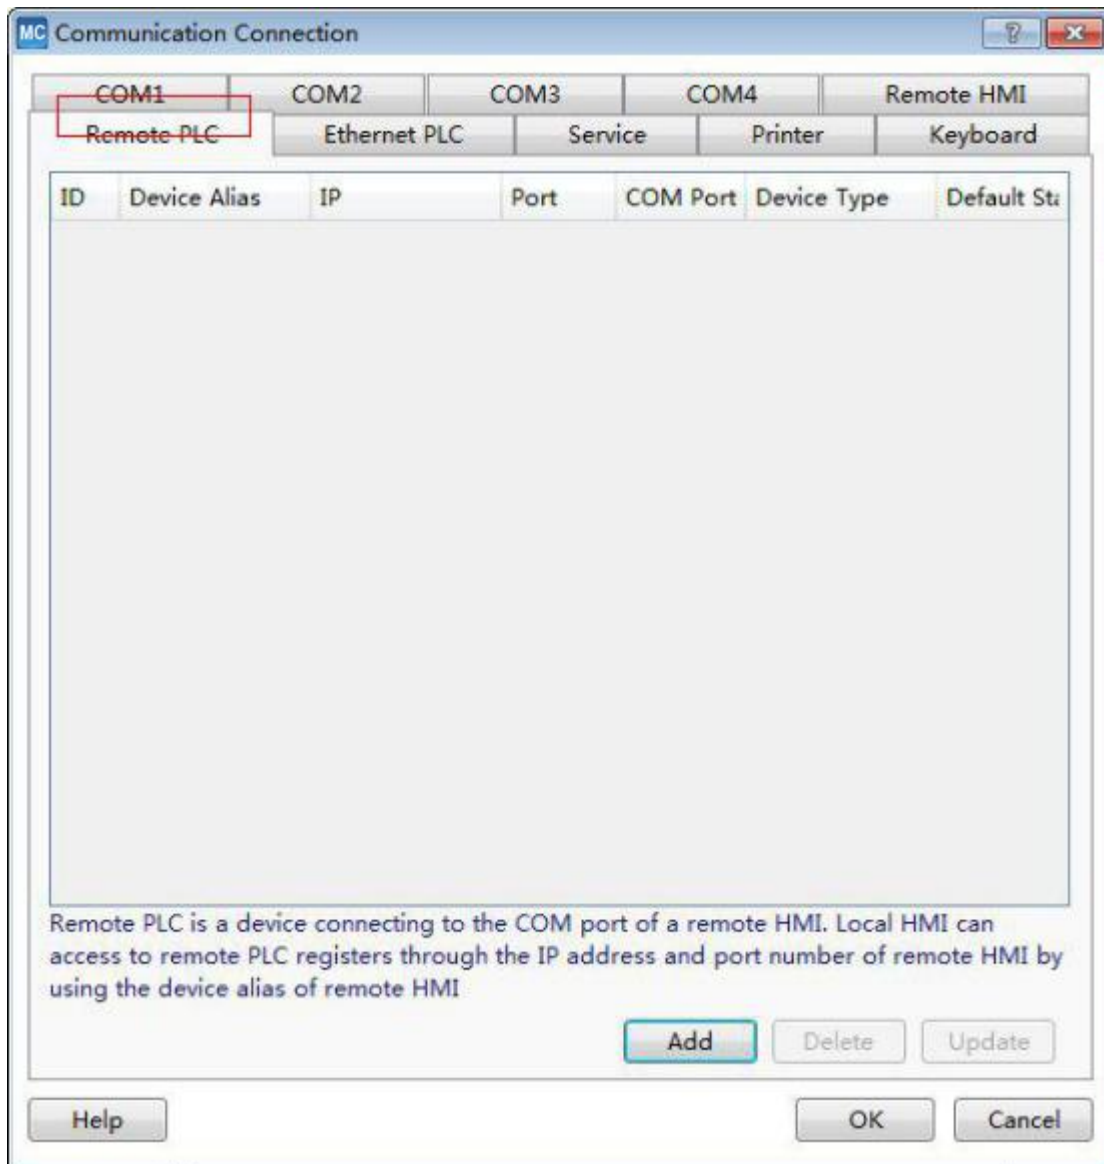 MC Communication Connection
COM1 COM2 COM3 COM4 Remote HMI
Remote PLC Ethernet PLC Service Printer Keyboard
ID Device Alias IP Port COM Port Device Type Default Sta
Remote PLC is a device connecting to the COM port of a remote HMI. Local HMI can
access to remote PLC registers through the IP address and port number of remote HMI by
using the device alias of remote HMI
Add Delete Update
Help OK Cancel